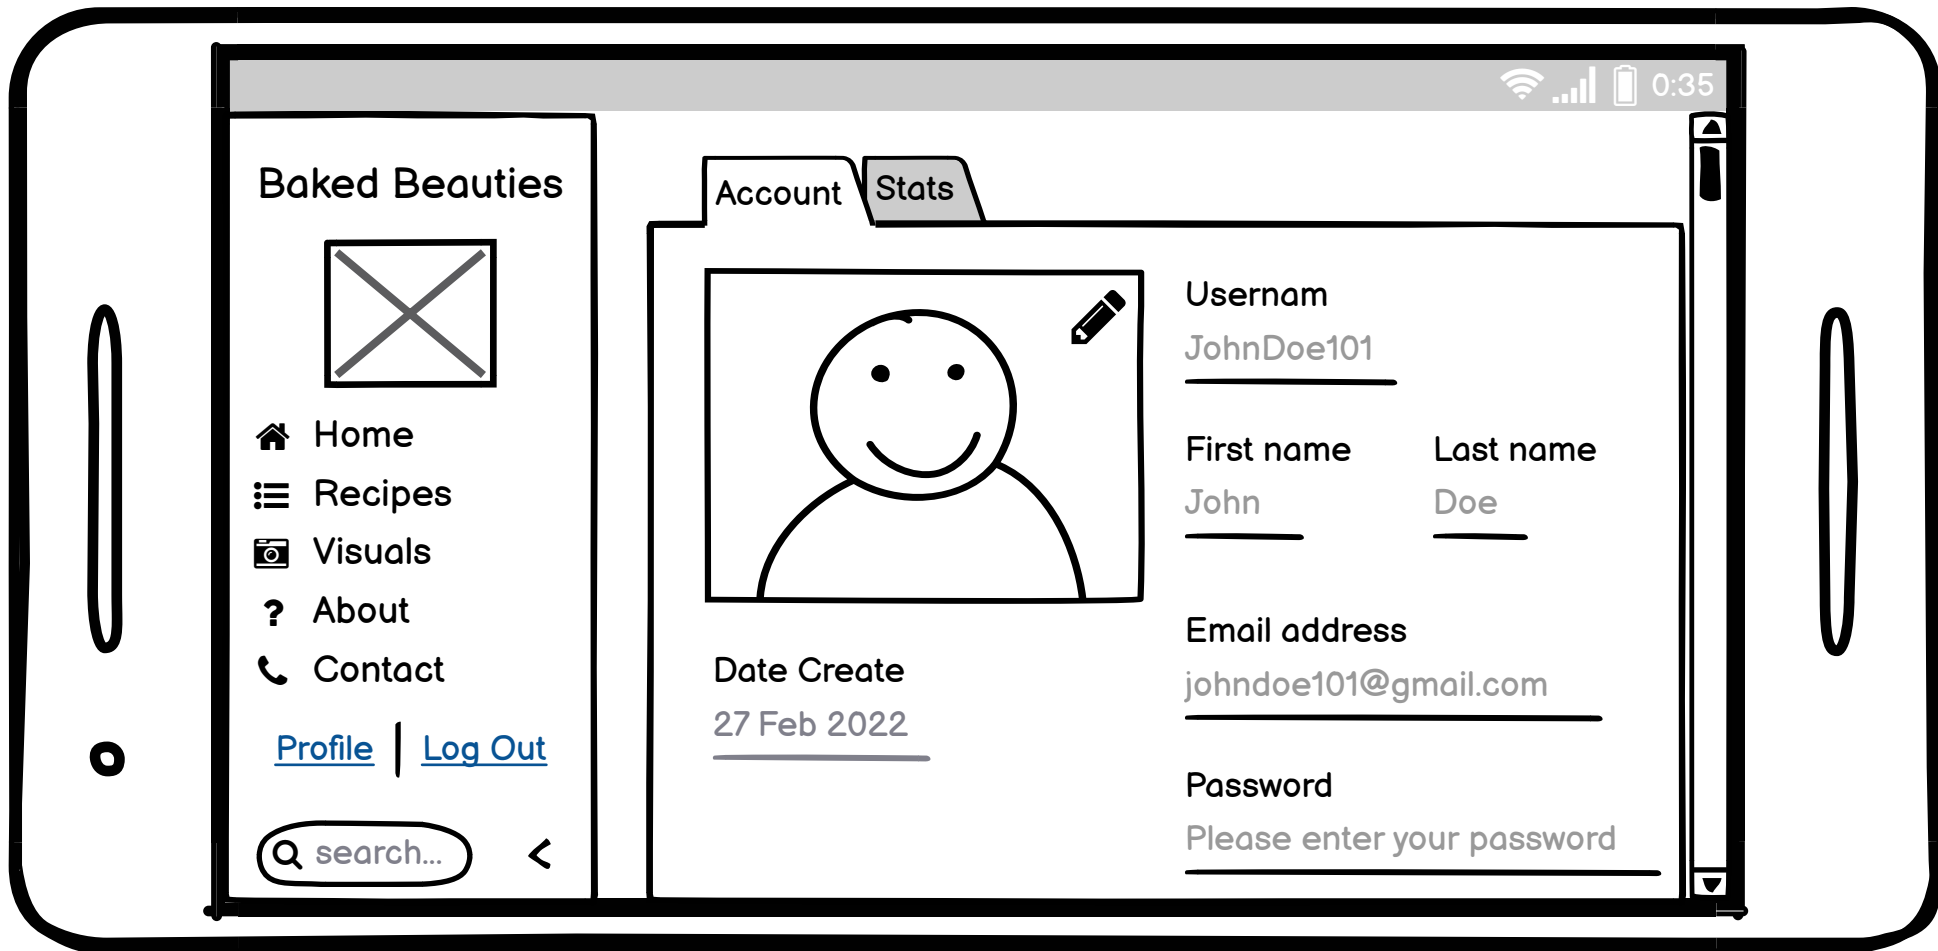 0:35
Baked Beauties
Home
Recipes
Visuals
About
Contact
Profile
Log Out
search...
Account
Stats
Date Create
27 Feb 2022
Usernam
JohnDoe101
First name
Last name
John
Doe
Email address
johndoe101@gmail.com
Password
Please enter your password